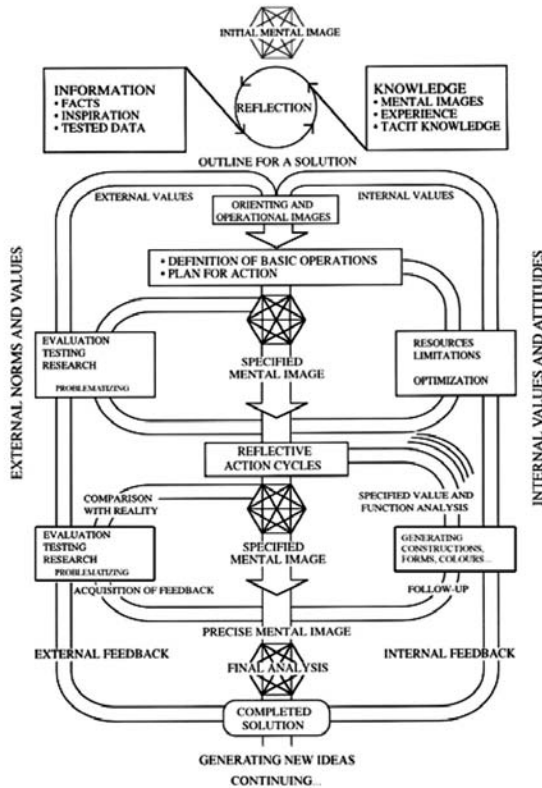 INITIAL MENTAL IMAGE
INFORMATION
• FACTS
• INSPIRATION
• TESTED DATA
REFLECTION
KNOWLEDGE
• MENTAL IMAGES
• EXPERIENCE
• TACIT KNOWLEDGE
OUTLINE FOR A SOLUTION
EXTERNAL VALUES
INTERNAL VALUES
ORIENTING AND
OPERATIONAL IMAGES
• DEFINITION OF BASIC OPERATIONS
• PLAN FOR ACTION
EXTERNAL NORMS AND VALUES
INTERNAL VALUES AND ATTITUDES
EVALUATION
TESTING
RESEARCH
PROBLEMATIZING
SPECIFIED
MENTAL IMAGE
RESOURCES
LIMITATIONS
OPTIMIZATION
REFLECTIVE
ACTION CYCLES
COMPARISON
WITH REALITY
SPECIFIED VALUE AND
FUNCTION ANALYSIS
EVALUATION
TESTING
RESEARCH
PROBLEMATIZING
SPECIFIED
MENTAL IMAGE
GENERATING
CONSTRUCTIONS,
FORMS, COLOURS...
ACQUISITION OF FEEDBACK
FOLLOW-UP
PRECISE MENTAL IMAGE
EXTERNAL FEEDBACK
FINAL ANALYSIS
INTERNAL FEEDBACK
COMPLETED
SOLUTION
GENERATING NEW IDEAS
CONTINUING...